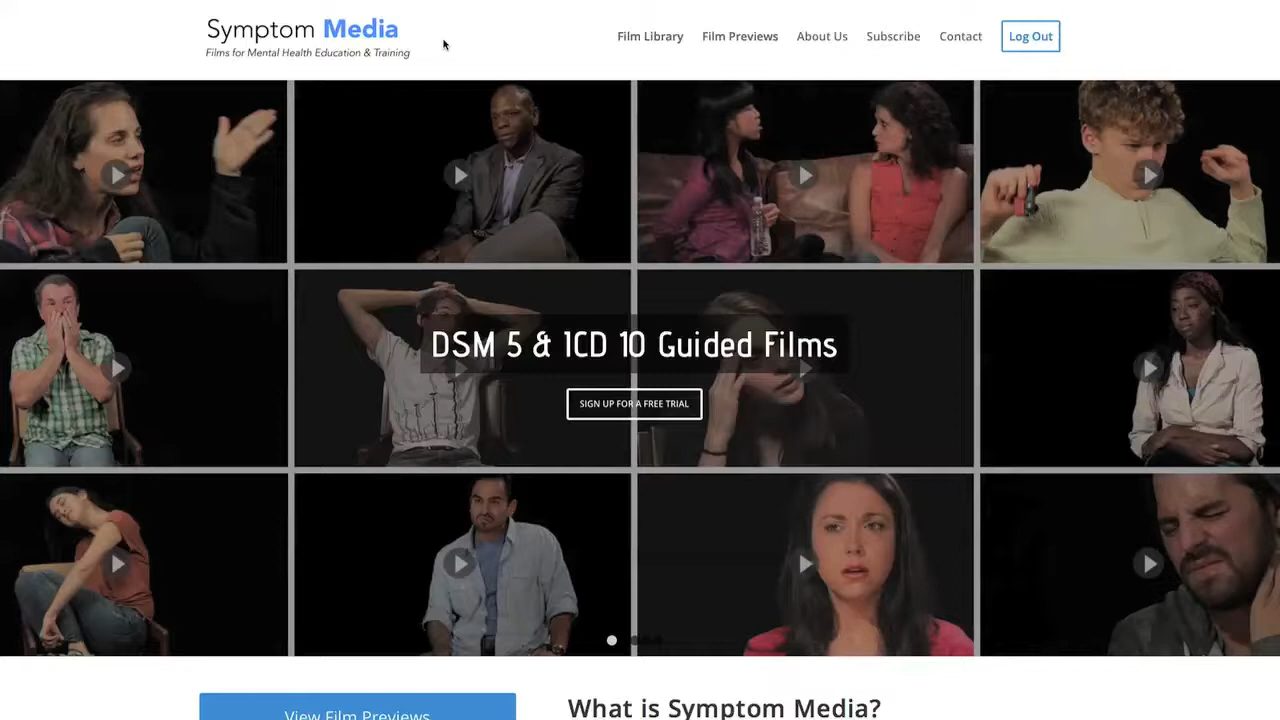 Symptom Media
Films for Mental Health Education & Training
Film Library
Film Previews
About Us
Subscribe
Contact
Log Out
DSM 5 & ICD 10 Guided Films
SIGN UP FOR A FREE TRIAL
View Film Previews
What is Symptom Media?